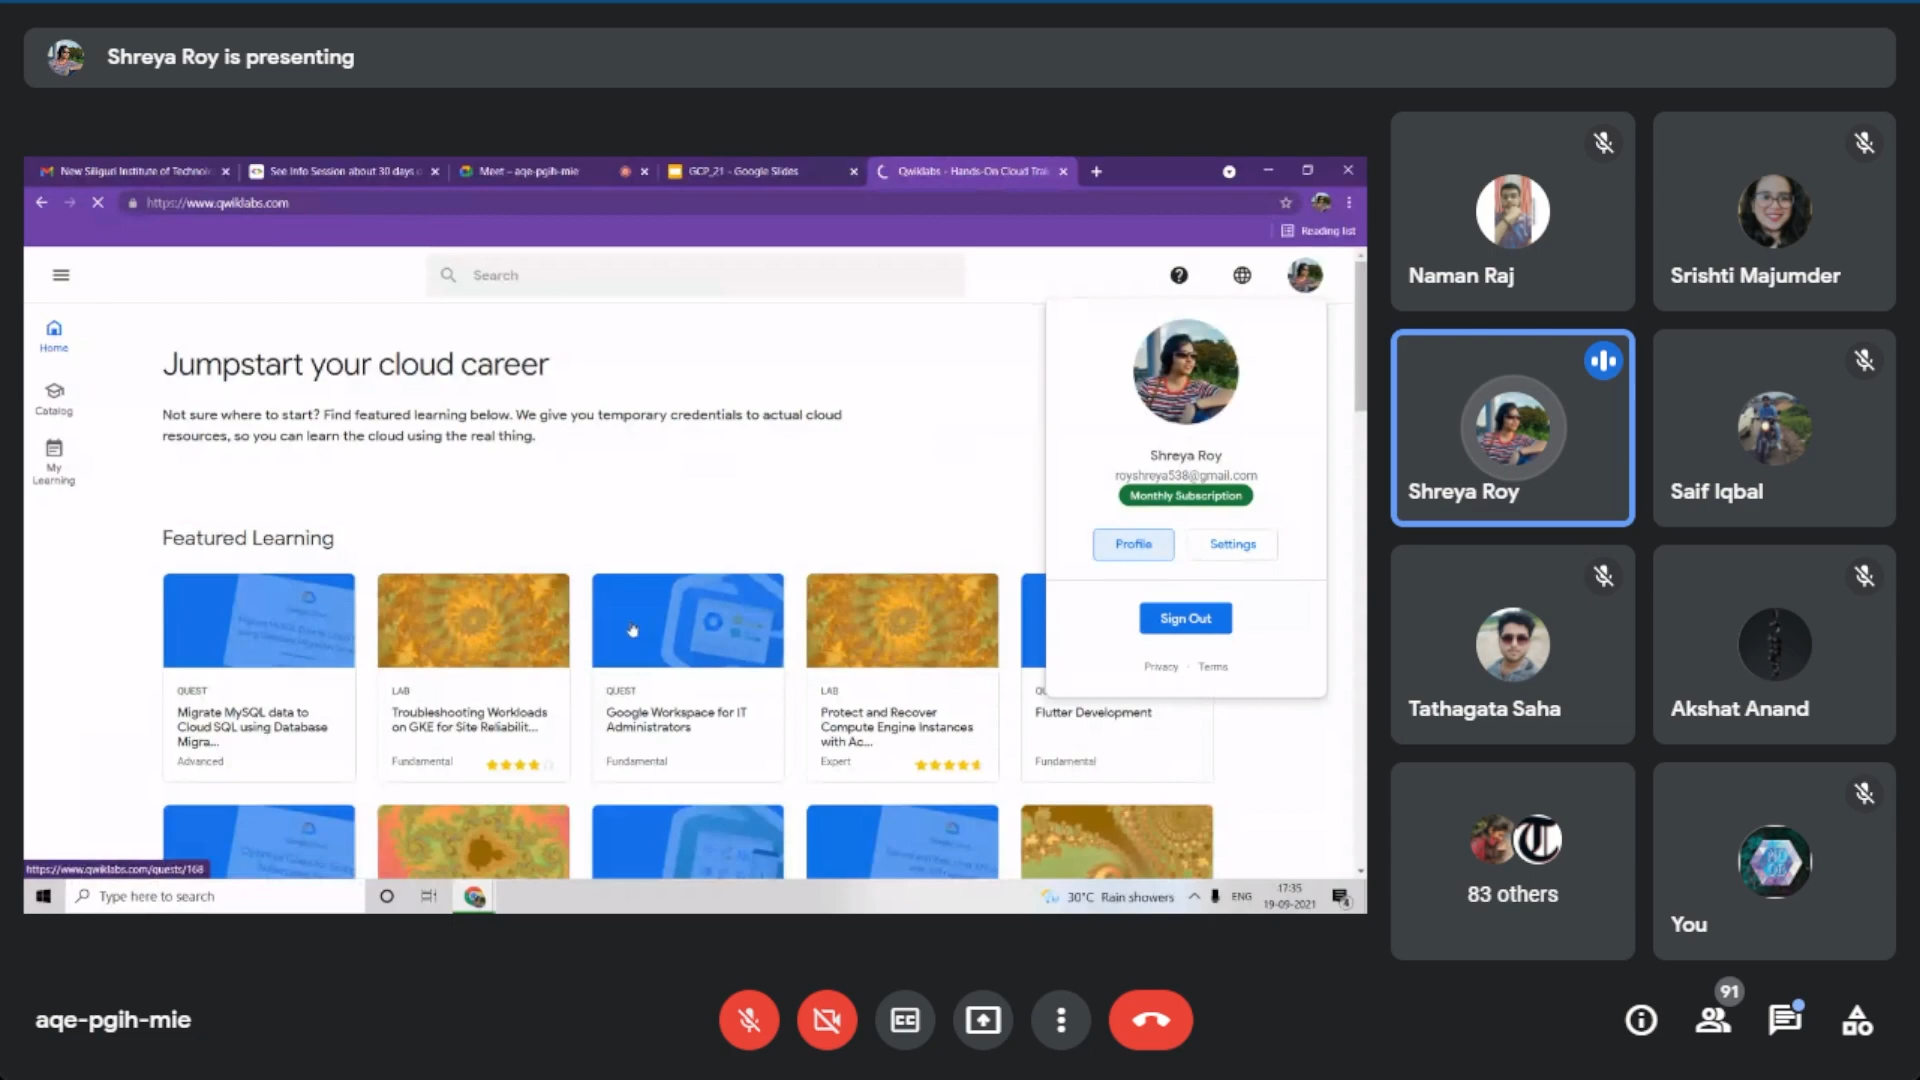 Shreya Roy is presenting
New Siliguri Institute of Technol
See Info Session about 30 days o
Meet – aqe-pgih-mie
GCP_21 - Google Slides
Qwiklabs - Hands-On Cloud Trai
https://www.qwiklabs.com
Reading list
Search
Home
Catalog
My
Learning
Jumpstart your cloud career
Not sure where to start? Find featured learning below. We give you temporary credentials to actual cloud
resources, so you can learn the cloud using the real thing.
Shreya Roy
royshreya538@gmail.com
Monthly Subscription
Profile
Settings
Sign Out
Privacy · Terms
Featured Learning
QUEST
Migrate MySQL data to
Cloud SQL using Database
Migra...
Advanced
LAB
Troubleshooting Workloads
on GKE for Site Reliabilit...
Fundamental
QUEST
Google Workspace for IT
Administrators
Fundamental
LAB
Protect and Recover
Compute Engine Instances
with Ac...
Expert
QU
Flutter Development
Fundamental
https://www.qwiklabs.com/quests/168
Type here to search
30°C Rain showers
ENG
17:35
19-09-2021
4
Naman Raj
Srishti Majumder
Shreya Roy
Saif Iqbal
Tathagata Saha
Akshat Anand
83 others
You
aqe-pgih-mie
CC
91